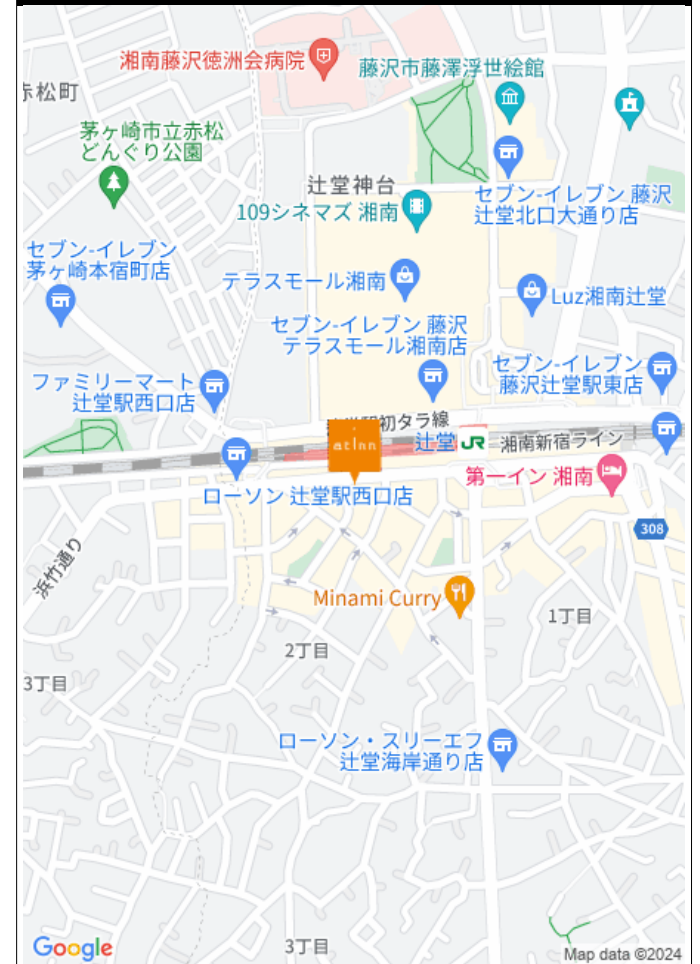 湘南藤沢徳洲会病院
藤沢市藤澤浮世絵館
赤松町
茅ヶ崎市立赤松
どんぐり公園
辻堂神台
109シネマズ 湘南
セブン-イレブン 藤沢
辻堂北口大通り店
セブン-イレブン
茅ヶ崎本宿町店
テラスモール湘南
Luz湘南辻堂
セブン-イレブン 藤沢
テラスモール湘南店
セブン-イレブン
藤沢辻堂駅東店
ファミリーマート
辻堂駅西口店
辻堂駅初タラ線
at inn
辻堂
JR
湘南新宿ライン
第一イン 湘南
ローソン 辻堂駅西口店
308
浜竹通り
Minami Curry
1丁目
2丁目
3丁目
ローソン・スリーエフ
辻堂海岸通り店
3丁目
Google
Map data ©2024